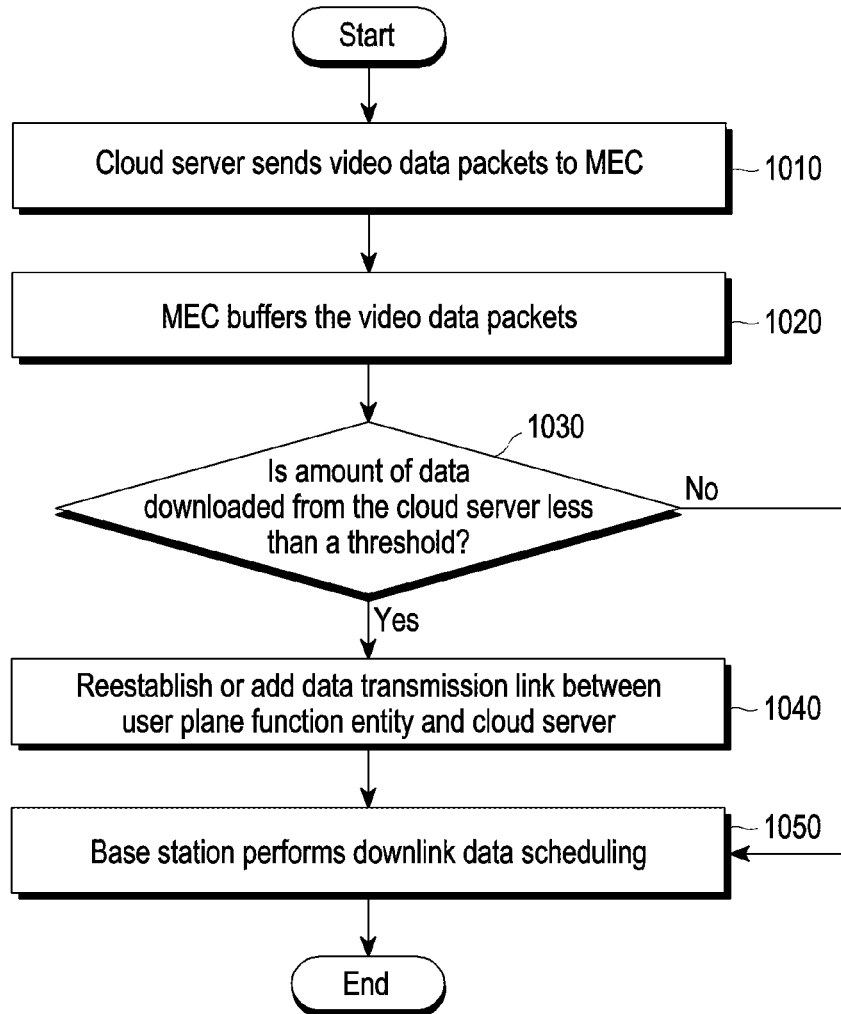 Start
Cloud server sends video data packets to MEC
1010
MEC buffers the video data packets
1020
1030
Is amount of data
downloaded from the cloud server less
than a threshold?
No
Yes
Reestablish or add data transmission link between
user plane function entity and cloud server
1040
Base station performs downlink data scheduling
1050
End